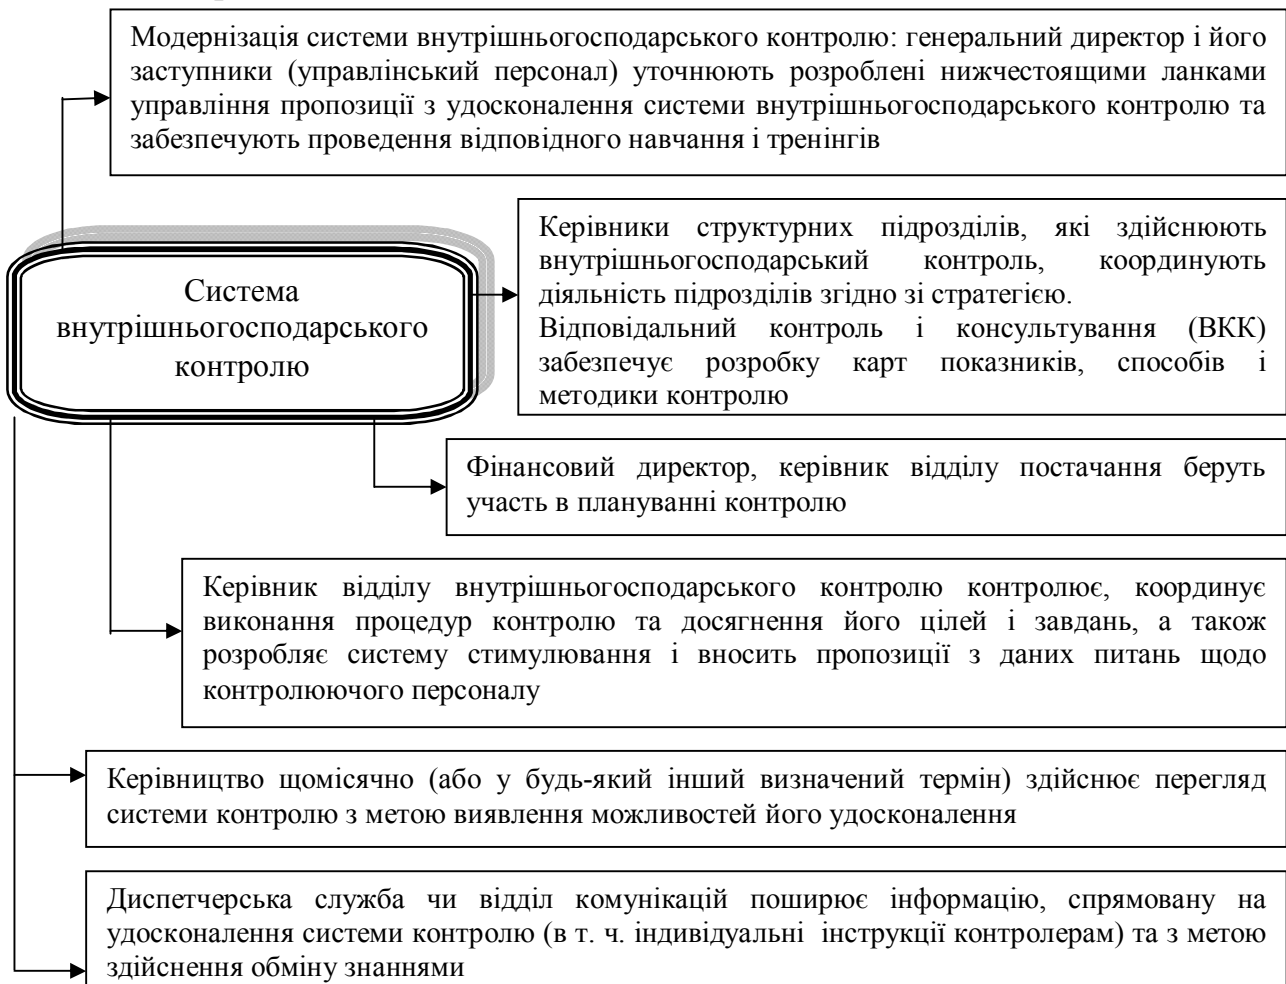 Модернізація системи внутрішньогосподарського контролю: генеральний директор і його
заступники (управлінський персонал) уточнюють розроблені нижчестоящими ланками
управління пропозиції з удосконалення системи внутрішньогосподарського контролю та
забезпечують проведення відповідного навчання і тренінгів
Система
внутрішньогосподарського
контролю
Керівники структурних підрозділів, які здійснюють
внутрішньогосподарський контроль, координують
діяльність підрозділів згідно зі стратегією.
Відповідальний контроль і консультування (ВКК)
забезпечує розробку карт показників, способів і
методики контролю
Фінансовий директор, керівник відділу постачання беруть
участь в плануванні контролю
Керівник відділу внутрішньогосподарського контролю контролює, координує
виконання процедур контролю та досягнення його цілей і завдань, а також
розробляє систему стимулювання і вносить пропозиції з даних питань щодо
контролюючого персоналу
Керівництво щомісячно (або у будь-який інший визначений термін) здійснює перегляд
системи контролю з метою виявлення можливостей його удосконалення
Диспетчерська служба чи відділ комунікацій поширює інформацію, спрямовану на
удосконалення системи контролю (в т. ч. індивідуальні інструкції контролерам) та з метою
здійснення обміну знаннями